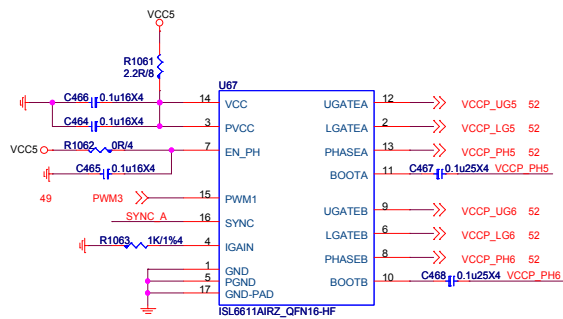 VCC5
R1061
2.2R/8
U67
C466 0.1u16X4
14 VCC
UGATEA 12
VCCP_UG5 52
C464 0.1u16X4
3 PVCC
LGATEA 2
VCCP_LG5 52
R1062 0R/4
VCC5
7 EN_PH
PHASEA 13
VCCP_PH5 52
C465 0.1u16X4
BOOTA 11
C467 0.1u25X4 VCCP_PH5
49 PWM3
15 PWM1
UGATEB 9
VCCP_UG6 52
SYNC_A
16 SYNC
LGATEB 6
VCCP_LG6 52
R1063 1K/1%4
4 IGAIN
PHASEB 8
VCCP_PH6 52
1 GND
5 PGND
BOOTB 10
C468 0.1u25X4 VCCP_PH6
17 GND-PAD
ISL6611AIRZ_QFN16-HF